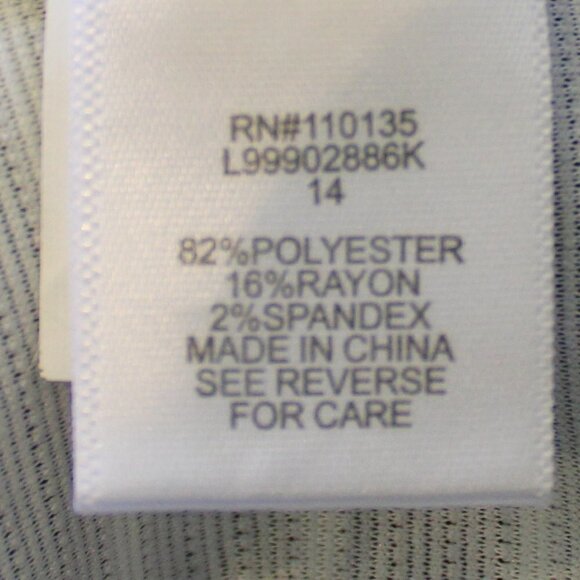 RN#110135
L99902886K
14
82%POLYESTER
16%RAYON
2%SPANDEX
MADE IN CHINA
SEE REVERSE
FOR CARE